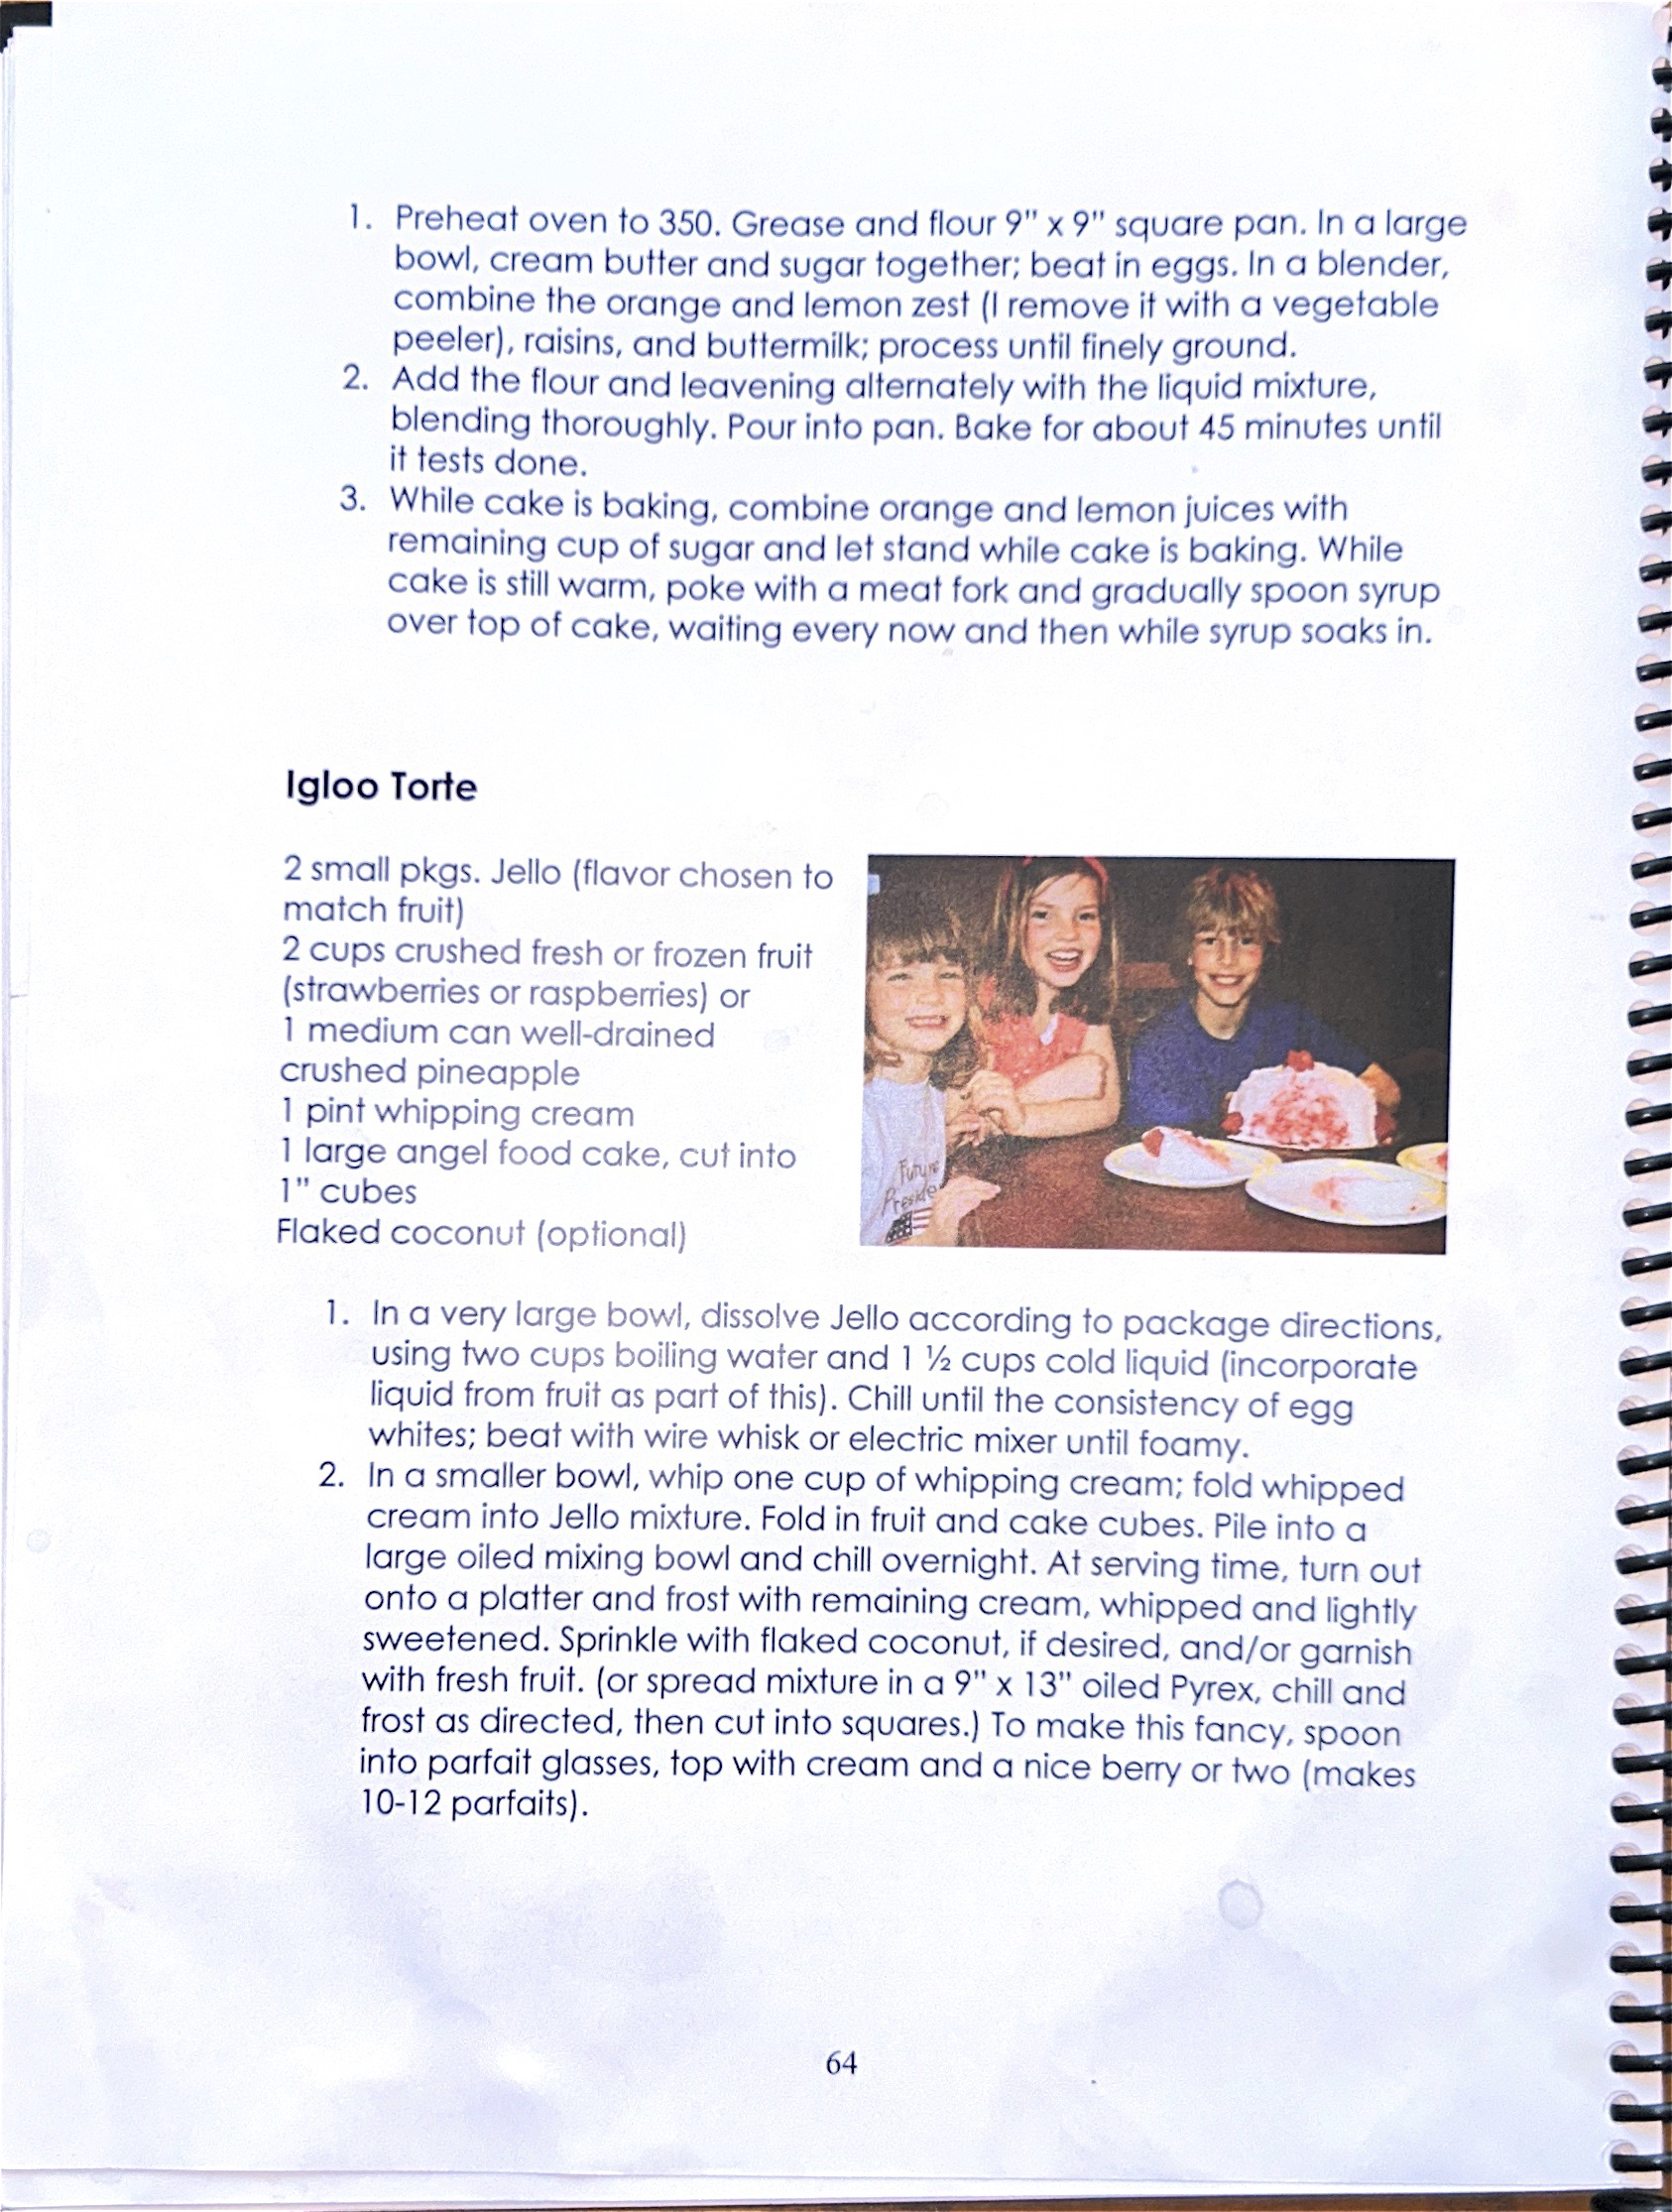 1. Preheat oven to 350. Grease and flour 9" x 9" square pan. In a large
bowl, cream butter and sugar together; beat in eggs. In a blender,
combine the orange and lemon zest (I remove it with a vegetable
peeler), raisins, and buttermilk; process until finely ground.
2. Add the flour and leavening alternately with the liquid mixture,
blending thoroughly. Pour into pan. Bake for about 45 minutes until
it tests done.
3. While cake is baking, combine orange and lemon juices with
remaining cup of sugar and let stand while cake is baking. While
cake is still warm, poke with a meat fork and gradually spoon syrup
over top of cake, waiting every now and then while syrup soaks in.
Igloo Torte
2 small pkgs. Jello (flavor chosen to
match fruit)
2 cups crushed fresh or frozen fruit
(strawberries or raspberries) or
1 medium can well-drained
crushed pineapple
1 pint whipping cream
1 large angel food cake, cut into
1" cubes
Flaked coconut (optional)
Future
Preside
1. In a very large bowl, dissolve Jello according to package directions,
using two cups boiling water and 1 ½ cups cold liquid (incorporate
liquid from fruit as part of this). Chill until the consistency of egg
whites; beat with wire whisk or electric mixer until foamy.
2. In a smaller bowl, whip one cup of whipping cream; fold whipped
cream into Jello mixture. Fold in fruit and cake cubes. Pile into a
large oiled mixing bowl and chill overnight. At serving time, turn out
onto a platter and frost with remaining cream, whipped and lightly
sweetened. Sprinkle with flaked coconut, if desired, and/or garnish
with fresh fruit. (or spread mixture in a 9" x 13" oiled Pyrex, chill and
frost as directed, then cut into squares.) To make this fancy, spoon
into parfait glasses, top with cream and a nice berry or two (makes
10-12 parfaits).
64